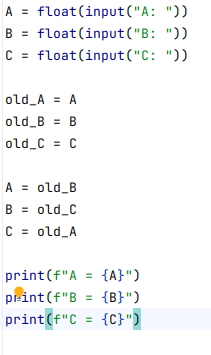 A = float(input("A: "))
B = float(input("B: "))
C = float(input("C: "))
old_A = A
old_B = B
old_C = C
A = old_B
B = old_C
C = old_A
print(f"A = {A}")
print(f"B = {B}")
print(f"C = {C}")